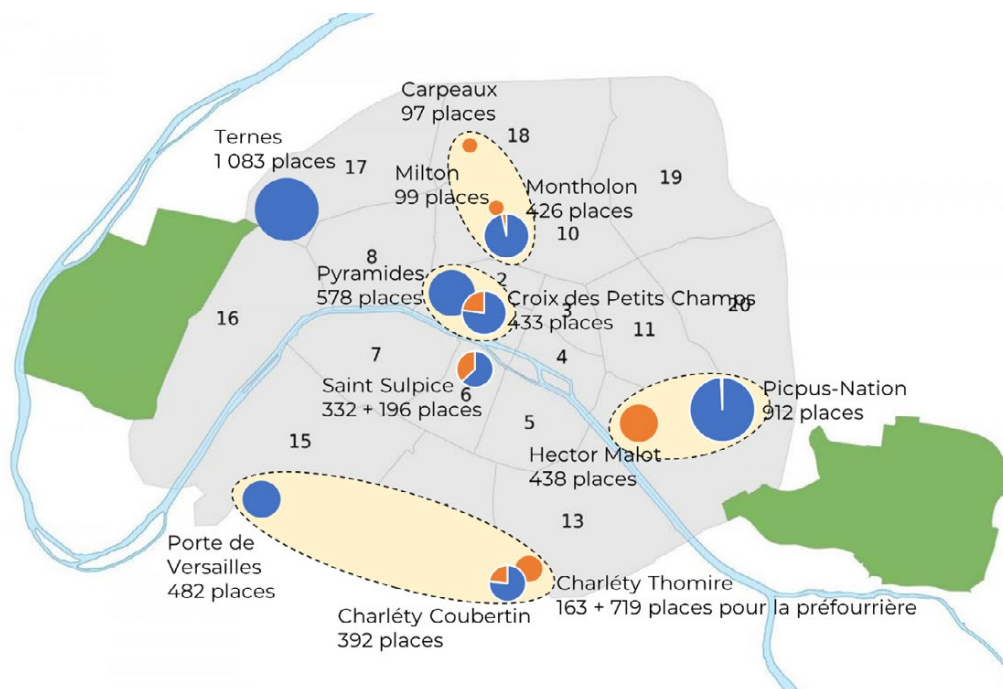 Carpeaux
97 places
18
Ternes
1 083 places
17
19
Milton
99 places
Montholon
426 places
10
8
Pyramides
578 places
2
Croix des Petits Champs
433 places
3
20
16
11
7
4
Saint Sulpice
332 + 196 places
6
Picpus-Nation
912 places
5
15
Hector Malot
438 places
13
Porte de
Versailles
482 places
Charléty Thomire
163 + 719 places pour la préfourrière
Charléty Coubertin
392 places